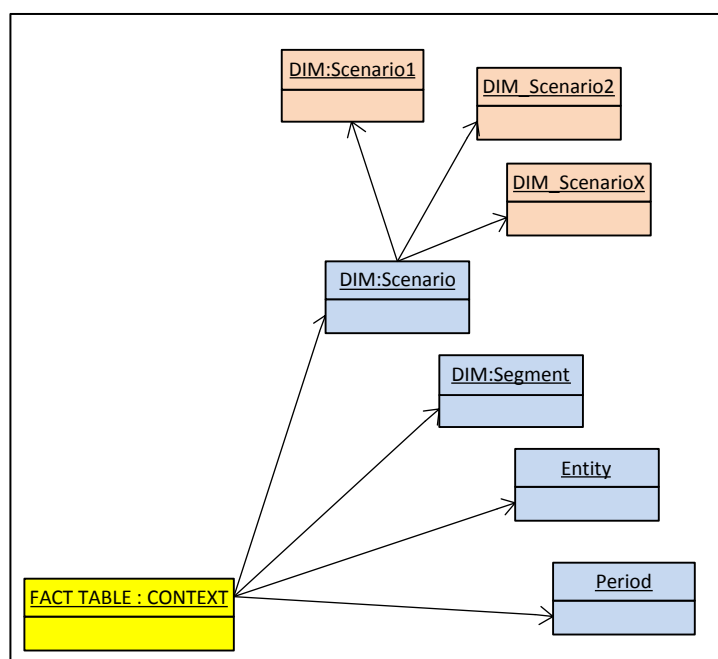 DIM:Scenario1
DIM_Scenario2
DIM_ScenarioX
DIM:Scenario
DIM:Segment
Entity
Period
FACT TABLE : CONTEXT